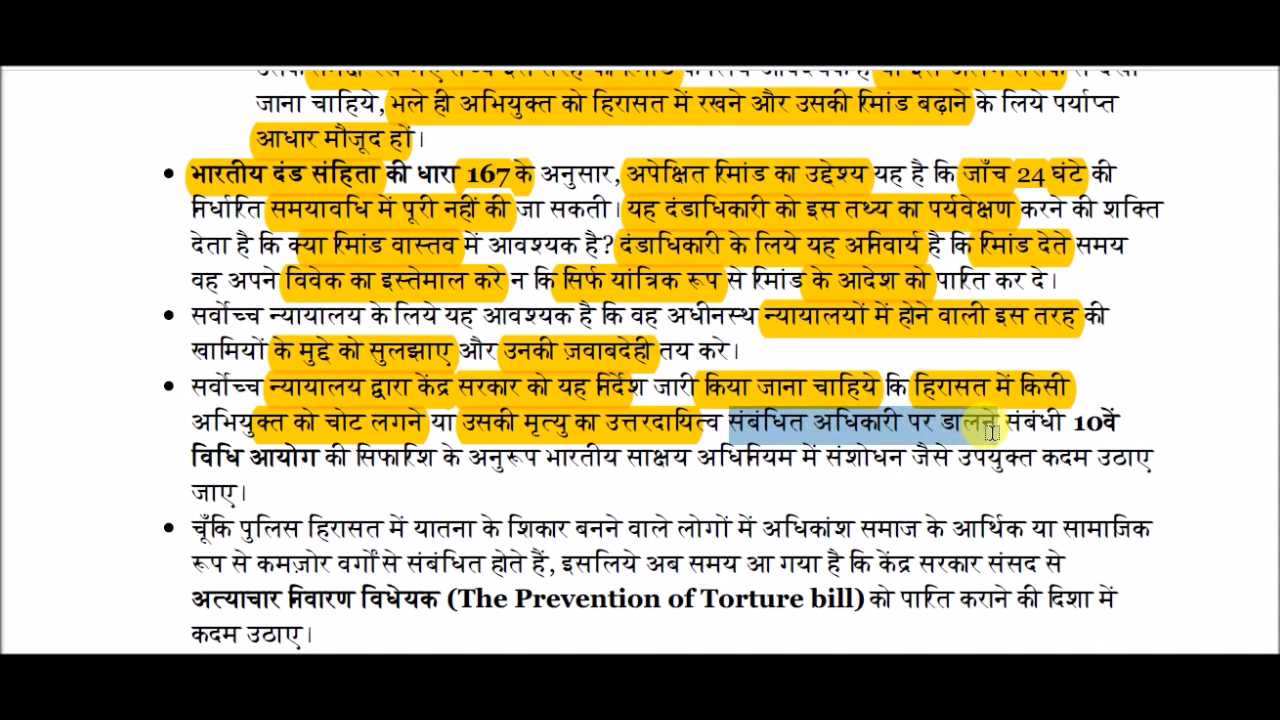 जाना चाहिये, भले ही अभियुक्त को हिरासत में रखने और उसकी रिमांड बढ़ाने के लिये पर्याप्त
आधार मौजूद हों।
• भारतीय दंड संहिता की धारा 167 के अनुसार, अपेक्षित रिमांड का उद्देश्य यह है कि जाँच 24 घंटे की
निर्धारित समयावधि में पूरी नहीं की जा सकती। यह दंडाधिकारी को इस तथ्य का पर्यवेक्षण करने की शक्ति
देता है कि क्या रिमांड वास्तव में आवश्यक है? दंडाधिकारी के लिये यह अनिवार्य है कि रिमांड देते समय
वह अपने विवेक का इस्तेमाल करे न कि सिर्फ यांत्रिक रूप से रिमांड के आदेश को पारित कर दे।
• सर्वोच्च न्यायालय के लिये यह आवश्यक है कि वह अधीनस्थ न्यायालयों में होने वाली इस तरह की
खामियों के मुद्दे को सुलझाए और उनकी ज़वाबदेही तय करे।
• सर्वोच्च न्यायालय द्वारा केंद्र सरकार को यह निर्देश जारी किया जाना चाहिये कि हिरासत में किसी
अभियुक्त को चोट लगने या उसकी मृत्यु का उत्तरदायित्व संबंधित अधिकारी पर डालने संबंधी 10वें
विधि आयोग की सिफारिश के अनुरूप भारतीय साक्षय अधिनियम में संशोधन जैसे उपयुक्त कदम उठाए
जाए।
• चूँकि पुलिस हिरासत में यातना के शिकार बनने वाले लोगों में अधिकांश समाज के आर्थिक या सामाजिक
रूप से कमज़ोर वर्गों से संबंधित होते हैं, इसलिये अब समय आ गया है कि केंद्र सरकार संसद से
अत्याचार निवारण विधेयक (The Prevention of Torture bill) को पारित कराने की दिशा में
कदम उठाए।